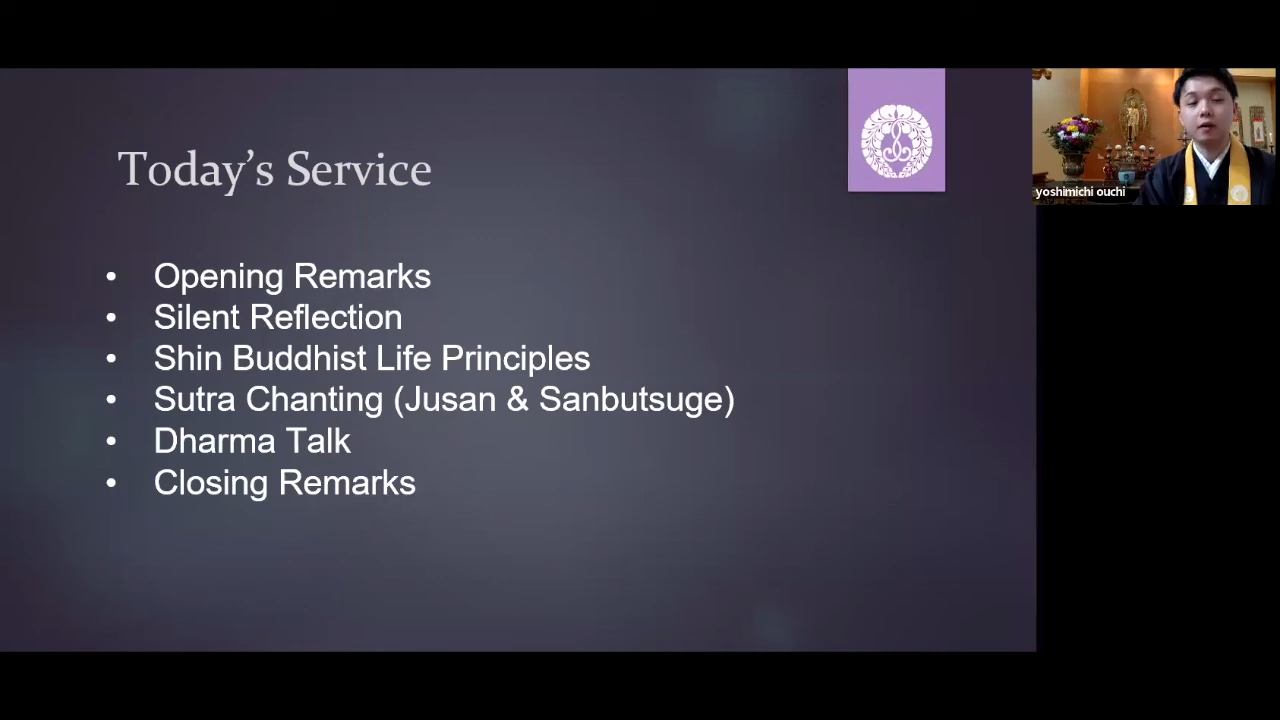 Today’s Service
• Opening Remarks
• Silent Reflection
• Shin Buddhist Life Principles
• Sutra Chanting (Jusan & Sanbutsuge)
• Dharma Talk
• Closing Remarks
yoshimichi ouchi